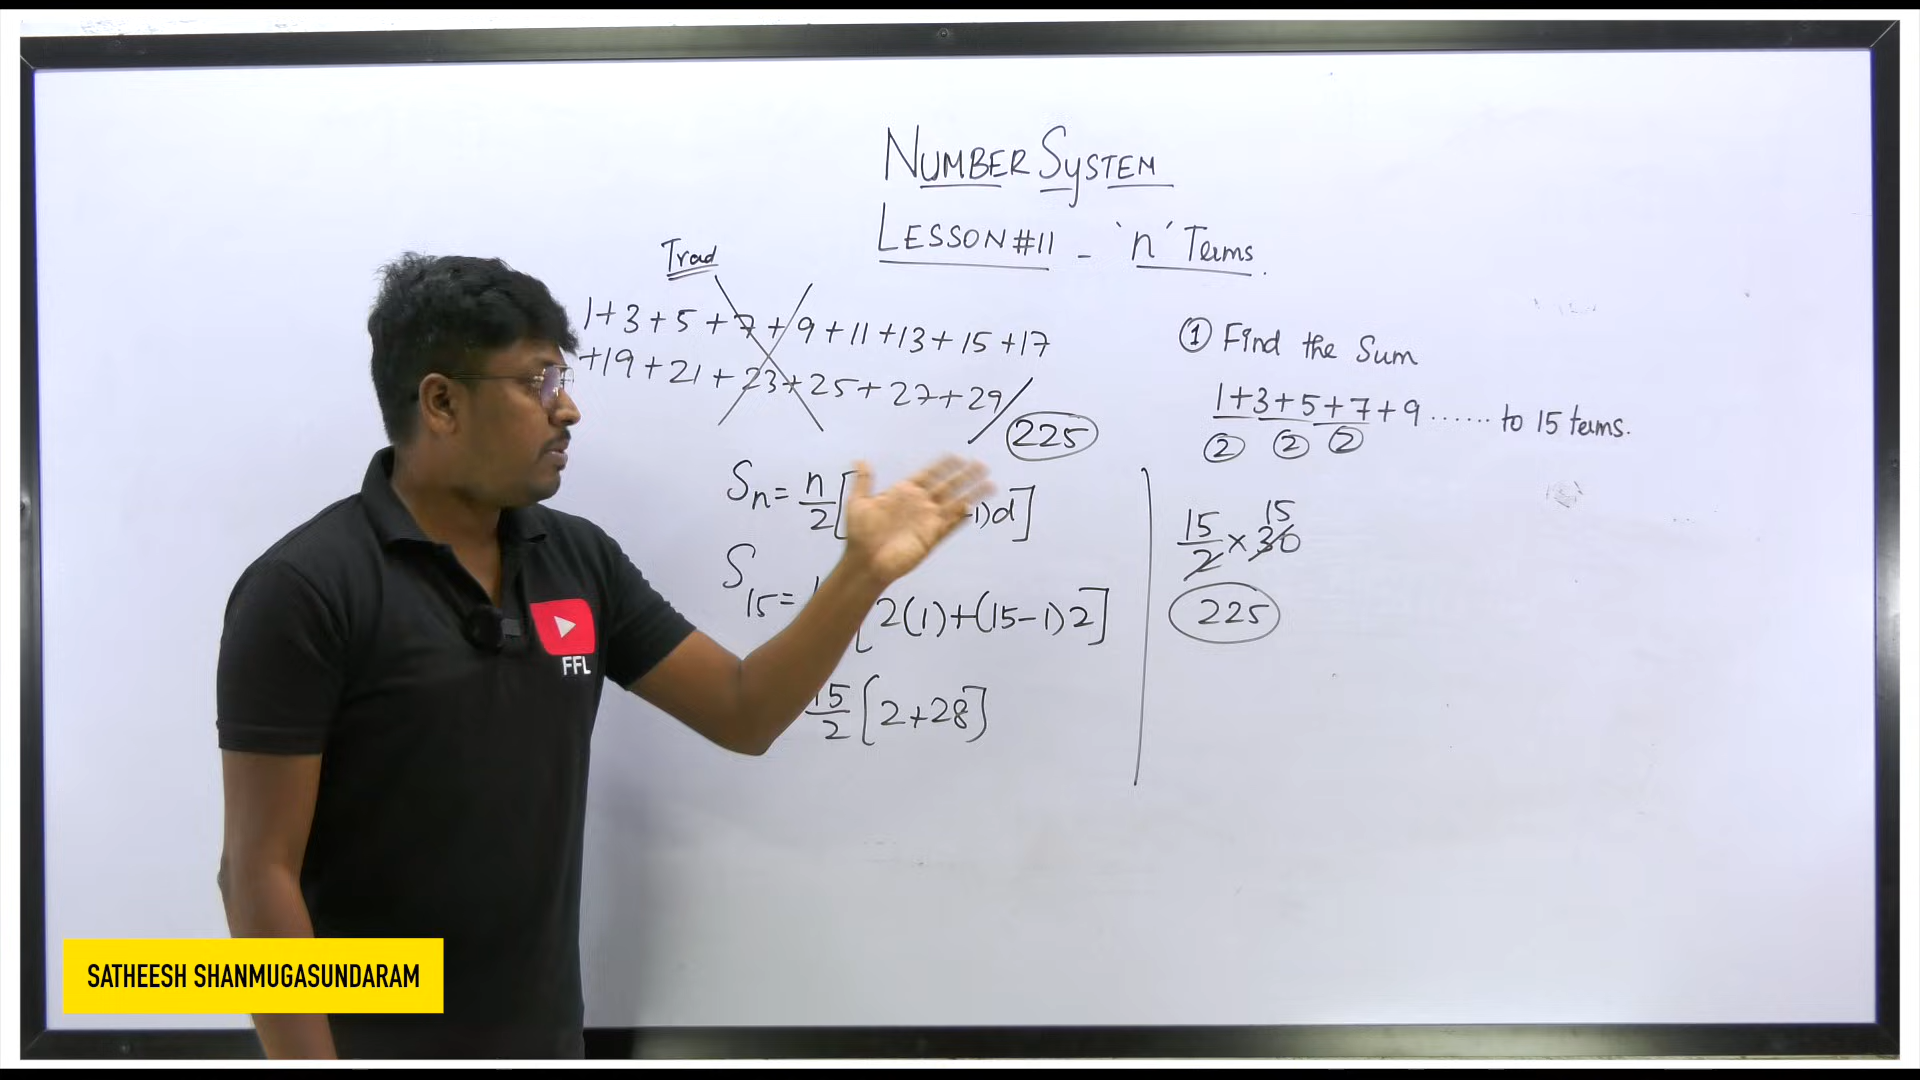 NUMBER SYSTEM
LESSON #11 - 'n' Terms.
Trad
1+3+5+7+9+11+13+15+17
+19+21+23+25+27+29
225
Sn = n/2 [ -1)d]
S15 = [2(1)+(15-1)2]
15/2 [2+28]
① Find the Sum
1+3+5+7+9 ...... to 15 terms.
② ② ②
15
15/2 × 30
225
FFL
SATHEESH SHANMUGASUNDARAM